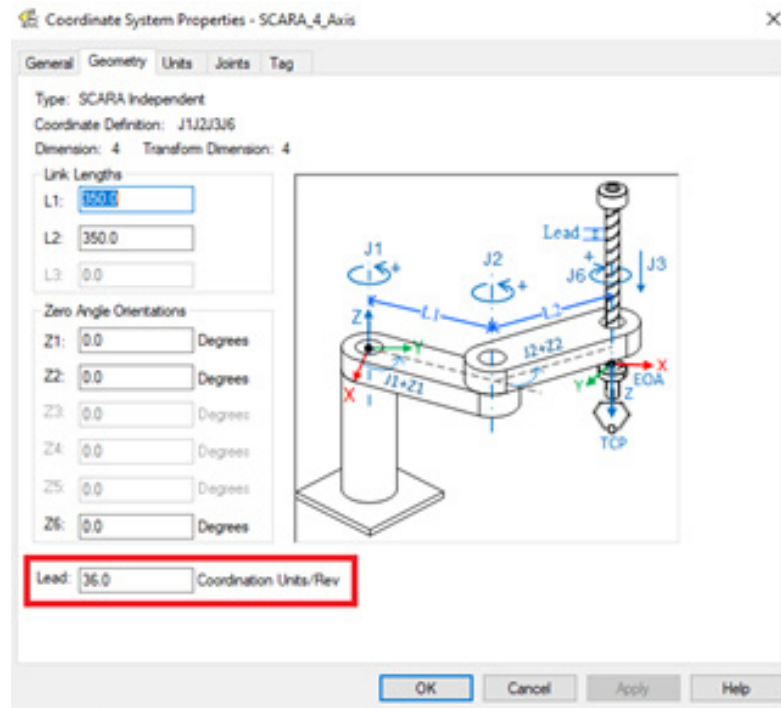 Coordinate System Properties - SCARA_4_Axis
General Geometry Units Joints Tag
Type: SCARA Independent
Coordinate Definition: J1J2J3J6
Dimension: 4 Transform Dimension: 4
Link Lengths
L1: 350.0
L2: 350.0
L3: 0.0
Zero Angle Orientations
Z1: 0.0 Degrees
Z2: 0.0 Degrees
Z3: 0.0 Degrees
Z4: 0.0 Degrees
Z5: 0.0 Degrees
Z6: 0.0 Degrees
Lead: 36.0 Coordination Units/Rev
Lead
J1 +
J2 +
J6 +
J3
L1
L2
Z
Y
X
J1+Z1
J2+Z2
X
Y
Z
EOA
TCP
OK Cancel Apply Help